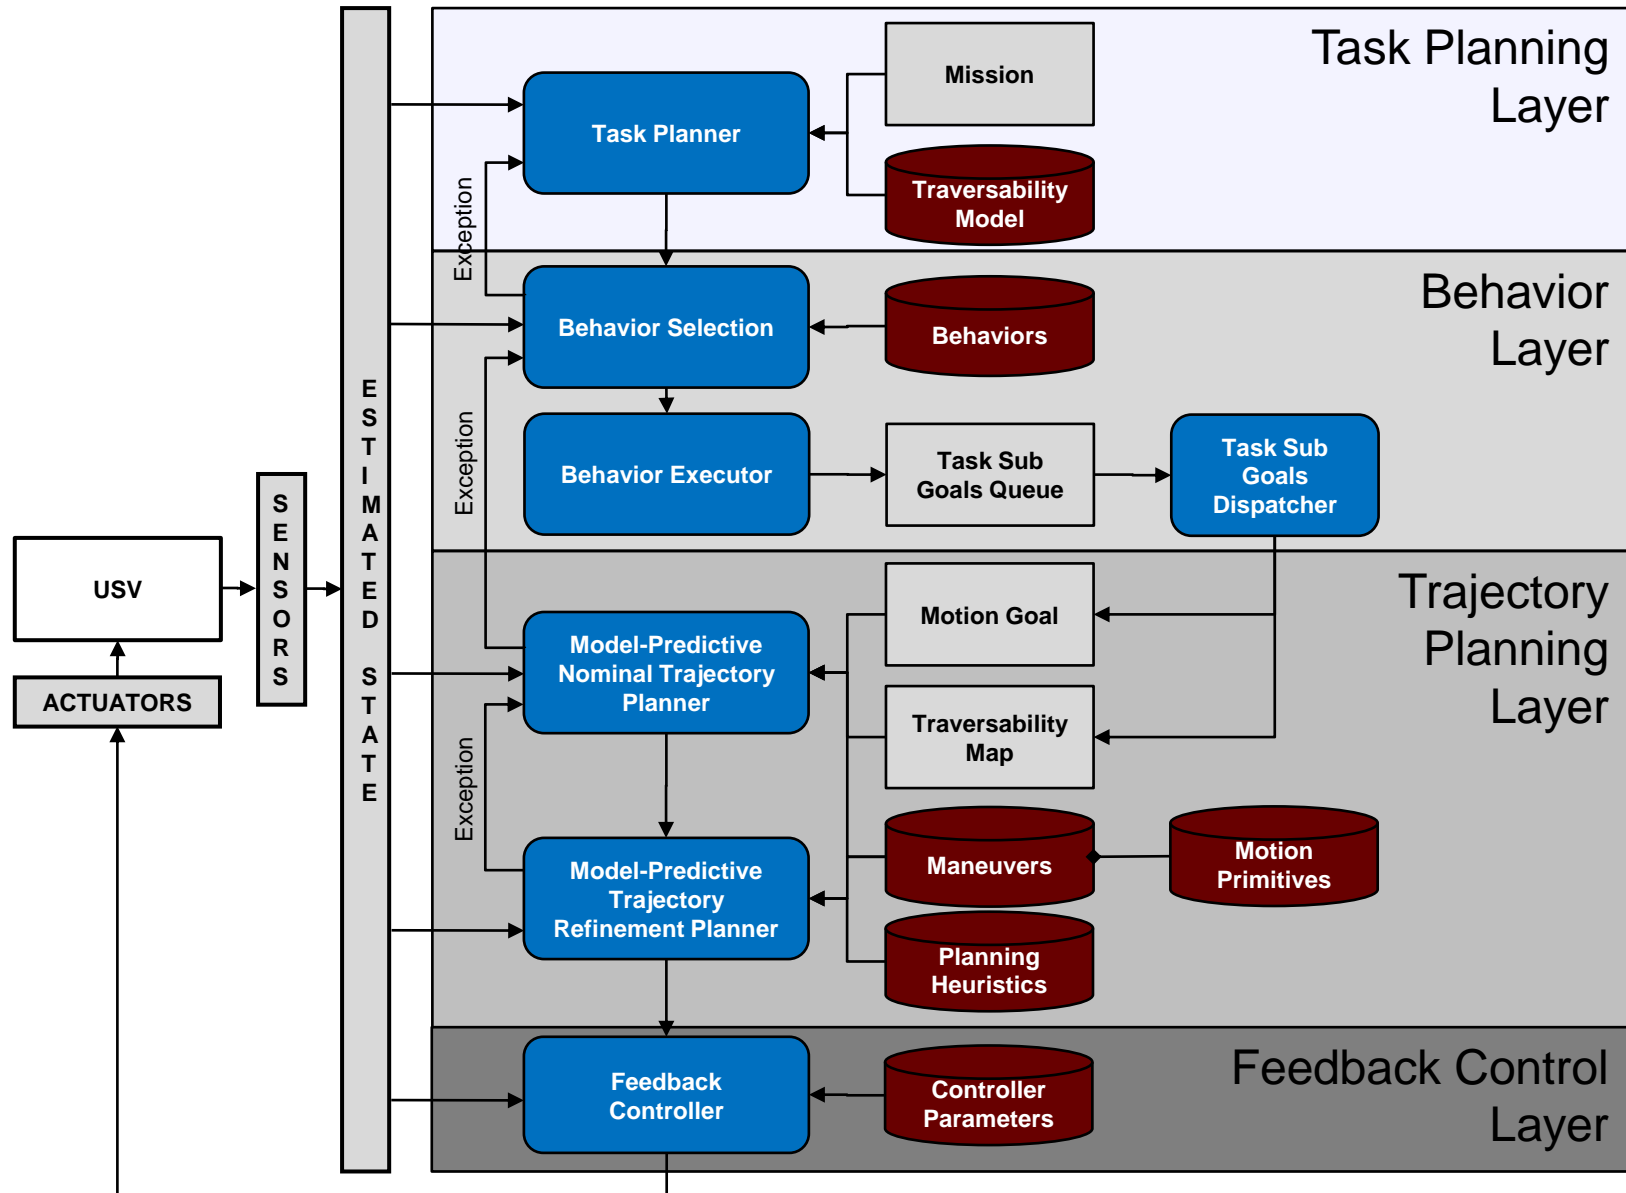 Task Planning
Layer
Mission
Task Planner
Traversability
Model
Exception
Behavior
Layer
Behavior Selection
Behaviors
Exception
Behavior Executor
Task Sub
Goals Queue
Task Sub
Goals
Dispatcher
ESTIMATED STATE
SENSORS
USV
ACTUATORS
Trajectory
Planning
Layer
Motion Goal
Model-Predictive
Nominal Trajectory
Planner
Traversability
Map
Exception
Model-Predictive
Trajectory
Refinement Planner
Maneuvers
Motion
Primitives
Planning
Heuristics
Feedback Control
Layer
Feedback
Controller
Controller
Parameters